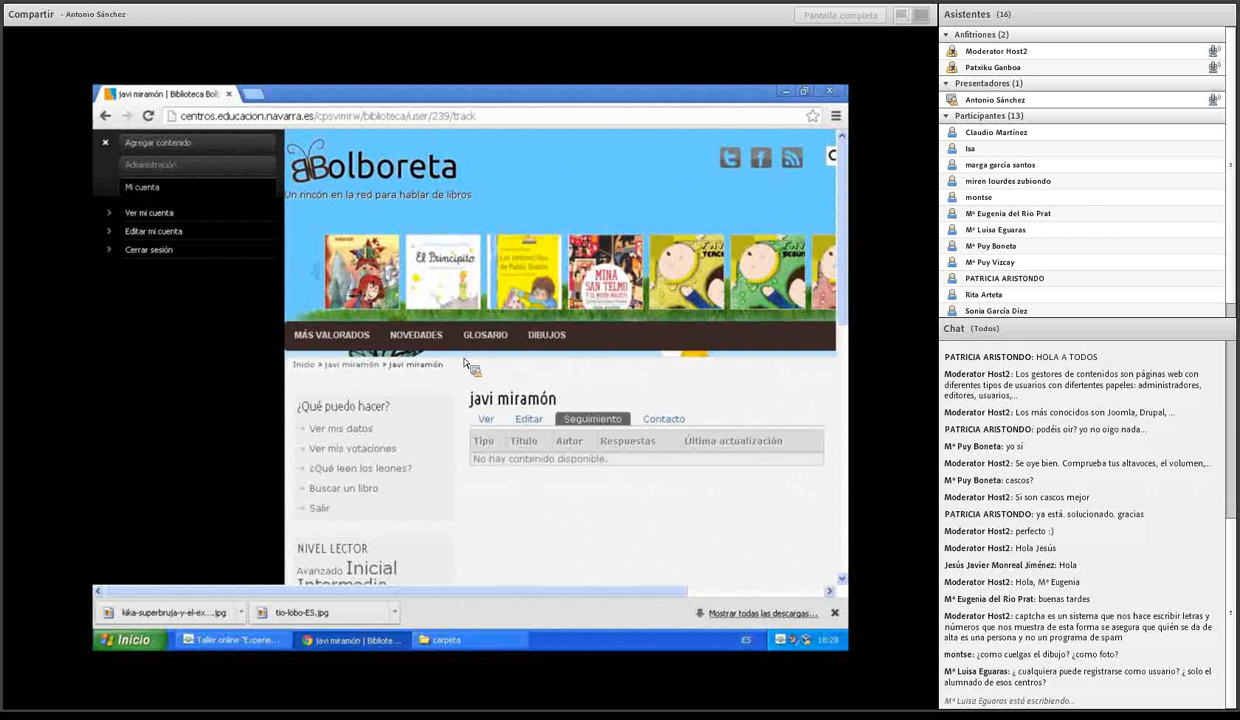 Compartir - Antonio Sánchez
Pantalla completa
javi miramón | Biblioteca Bol
centros.educacion.navarra.es/cpsvimrw/biblioteca/user/239/track
Agregar contenido
Administración
Mi cuenta
Ver mi cuenta
Editar mi cuenta
Cerrar sesión
Bolboreta
Un rincón en la red para hablar de libros
El Principito
MINA
SAN TELMO
MÁS VALORADOS NOVEDADES GLOSARIO DIBUJOS
Inicio » javi miramón » javi miramón
¿Qué puedo hacer?
Ver mis datos
Ver mis votaciones
¿Qué leen los leones?
Buscar un libro
Salir
NIVEL LECTOR
Avanzado Inicial
Intermedio
javi miramón
Ver Editar Seguimiento Contacto
Tipo Título Autor Respuestas Última actualización
No hay contenido disponible.
kika-superbruja-y-el-ex....jpg
tio-lobo-ES.jpg
Mostrar todas las descargas...
Inicio
Taller online "Experie...
javi miramón | Bibliote...
carpeta
ES
18:28
Asistentes (16)
Anfitriones (2)
Moderator Host2
Patxiku Ganboa
Presentadores (1)
Antonio Sánchez
Participantes (13)
Claudio Martínez
Isa
marga garcía santos
miren lourdes zubiondo
montse
Mª Eugenia del Río Prat
Mª Luisa Eguaras
Mª Puy Boneta
Mª Puy Vizcay
PATRICIA ARISTONDO
Rita Arteta
Sonia García Díez
Chat (Todos)
PATRICIA ARISTONDO: HOLA A TODOS
Moderator Host2: Los gestores de contenidos son páginas web con
diferentes tipos de usuarios con difertentes papeles: administradores,
editores, usuarios,...
Moderator Host2: Los más conocidos son Joomla, Drupal, ...
PATRICIA ARISTONDO: podéis oir? yo no oigo nada...
Mª Puy Boneta: yo sí
Moderator Host2: Se oye bien. Comprueba tus altavoces, el volumen,...
Mª Puy Boneta: cascos?
Moderator Host2: Si son cascos mejor
PATRICIA ARISTONDO: ya está. solucionado. gracias
Moderator Host2: perfecto :)
Moderator Host2: Hola Jesús
Jesús Javier Monreal Jiménez: Hola
Moderator Host2: Hola, Mª Eugenia
Mª Eugenia del Río Prat: buenas tardes
Moderator Host2: captcha es un sistema que nos hace escribir letras y
números que nos muestra de esta forma se asegura que quién se da de
alta es una persona y no un programa de spam
montse: ¿como cuelgas el dibujo? ¿como foto?
Mª Luisa Eguaras: ¿ cualquiera puede registrarse como usuario? ¿ solo el
alumnado de esos centros?
Mª Luisa Eguaras está escribiendo...